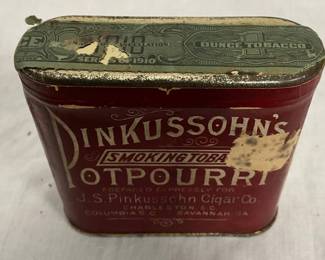 OUNCE TOBACCO
SERIES OF 1910
PINKUSSOHN'S
SMOKING TOBA
POTPOURRI
PREPARED EXPRESSLY FOR
J.S. Pinkussohn Cigar Co.
CHARLESTON S.C.
COLUMBIA S.C. SAVANNAH GA.